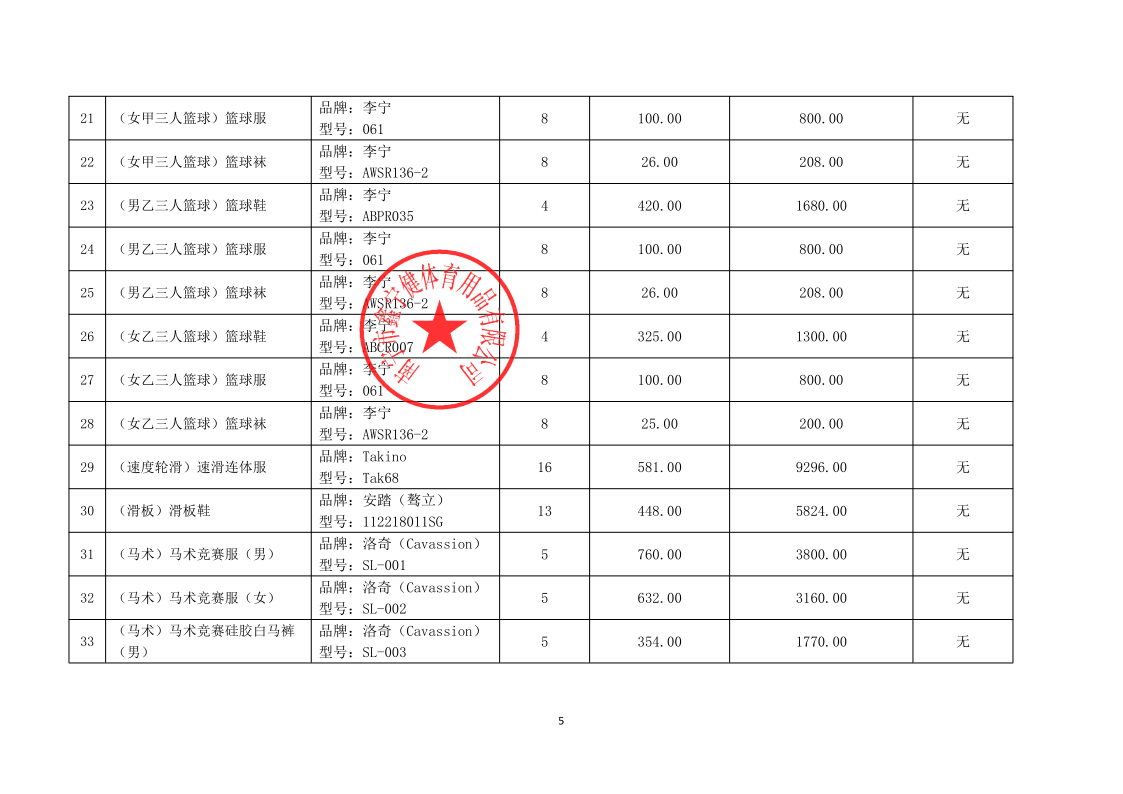 21 （女甲三人篮球）篮球服 品牌：李宁 8 100.00 800.00 无
型号：061
22 （女甲三人篮球）篮球袜 品牌：李宁 8 26.00 208.00 无
型号：AWSR136-2
23 （男乙三人篮球）篮球鞋 品牌：李宁 4 420.00 1680.00 无
型号：ABPR035
24 （男乙三人篮球）篮球服 品牌：李宁 8 100.00 800.00 无
型号：061
25 （男乙三人篮球）篮球袜 品牌：李宁 8 26.00 208.00 无
型号：AWSR136-2
26 （女乙三人篮球）篮球鞋 品牌：李宁 4 325.00 1300.00 无
型号：ABCR007
27 （女乙三人篮球）篮球服 品牌：李宁 8 100.00 800.00 无
型号：061
28 （女乙三人篮球）篮球袜 品牌：李宁 8 25.00 200.00 无
型号：AWSR136-2
29 （速度轮滑）速滑连体服 品牌：Takino 16 581.00 9296.00 无
型号：Tak68
30 （滑板）滑板鞋 品牌：安踏（骜立） 13 448.00 5824.00 无
型号：112218011SG
31 （马术）马术竞赛服（男） 品牌：洛奇（Cavassion） 5 760.00 3800.00 无
型号：SL-001
32 （马术）马术竞赛服（女） 品牌：洛奇（Cavassion） 5 632.00 3160.00 无
型号：SL-002
33 （马术）马术竞赛硅胶白马裤 品牌：洛奇（Cavassion） 5 354.00 1770.00 无
（男） 型号：SL-003
南宁市鑫宁健体育用品有限公司
5